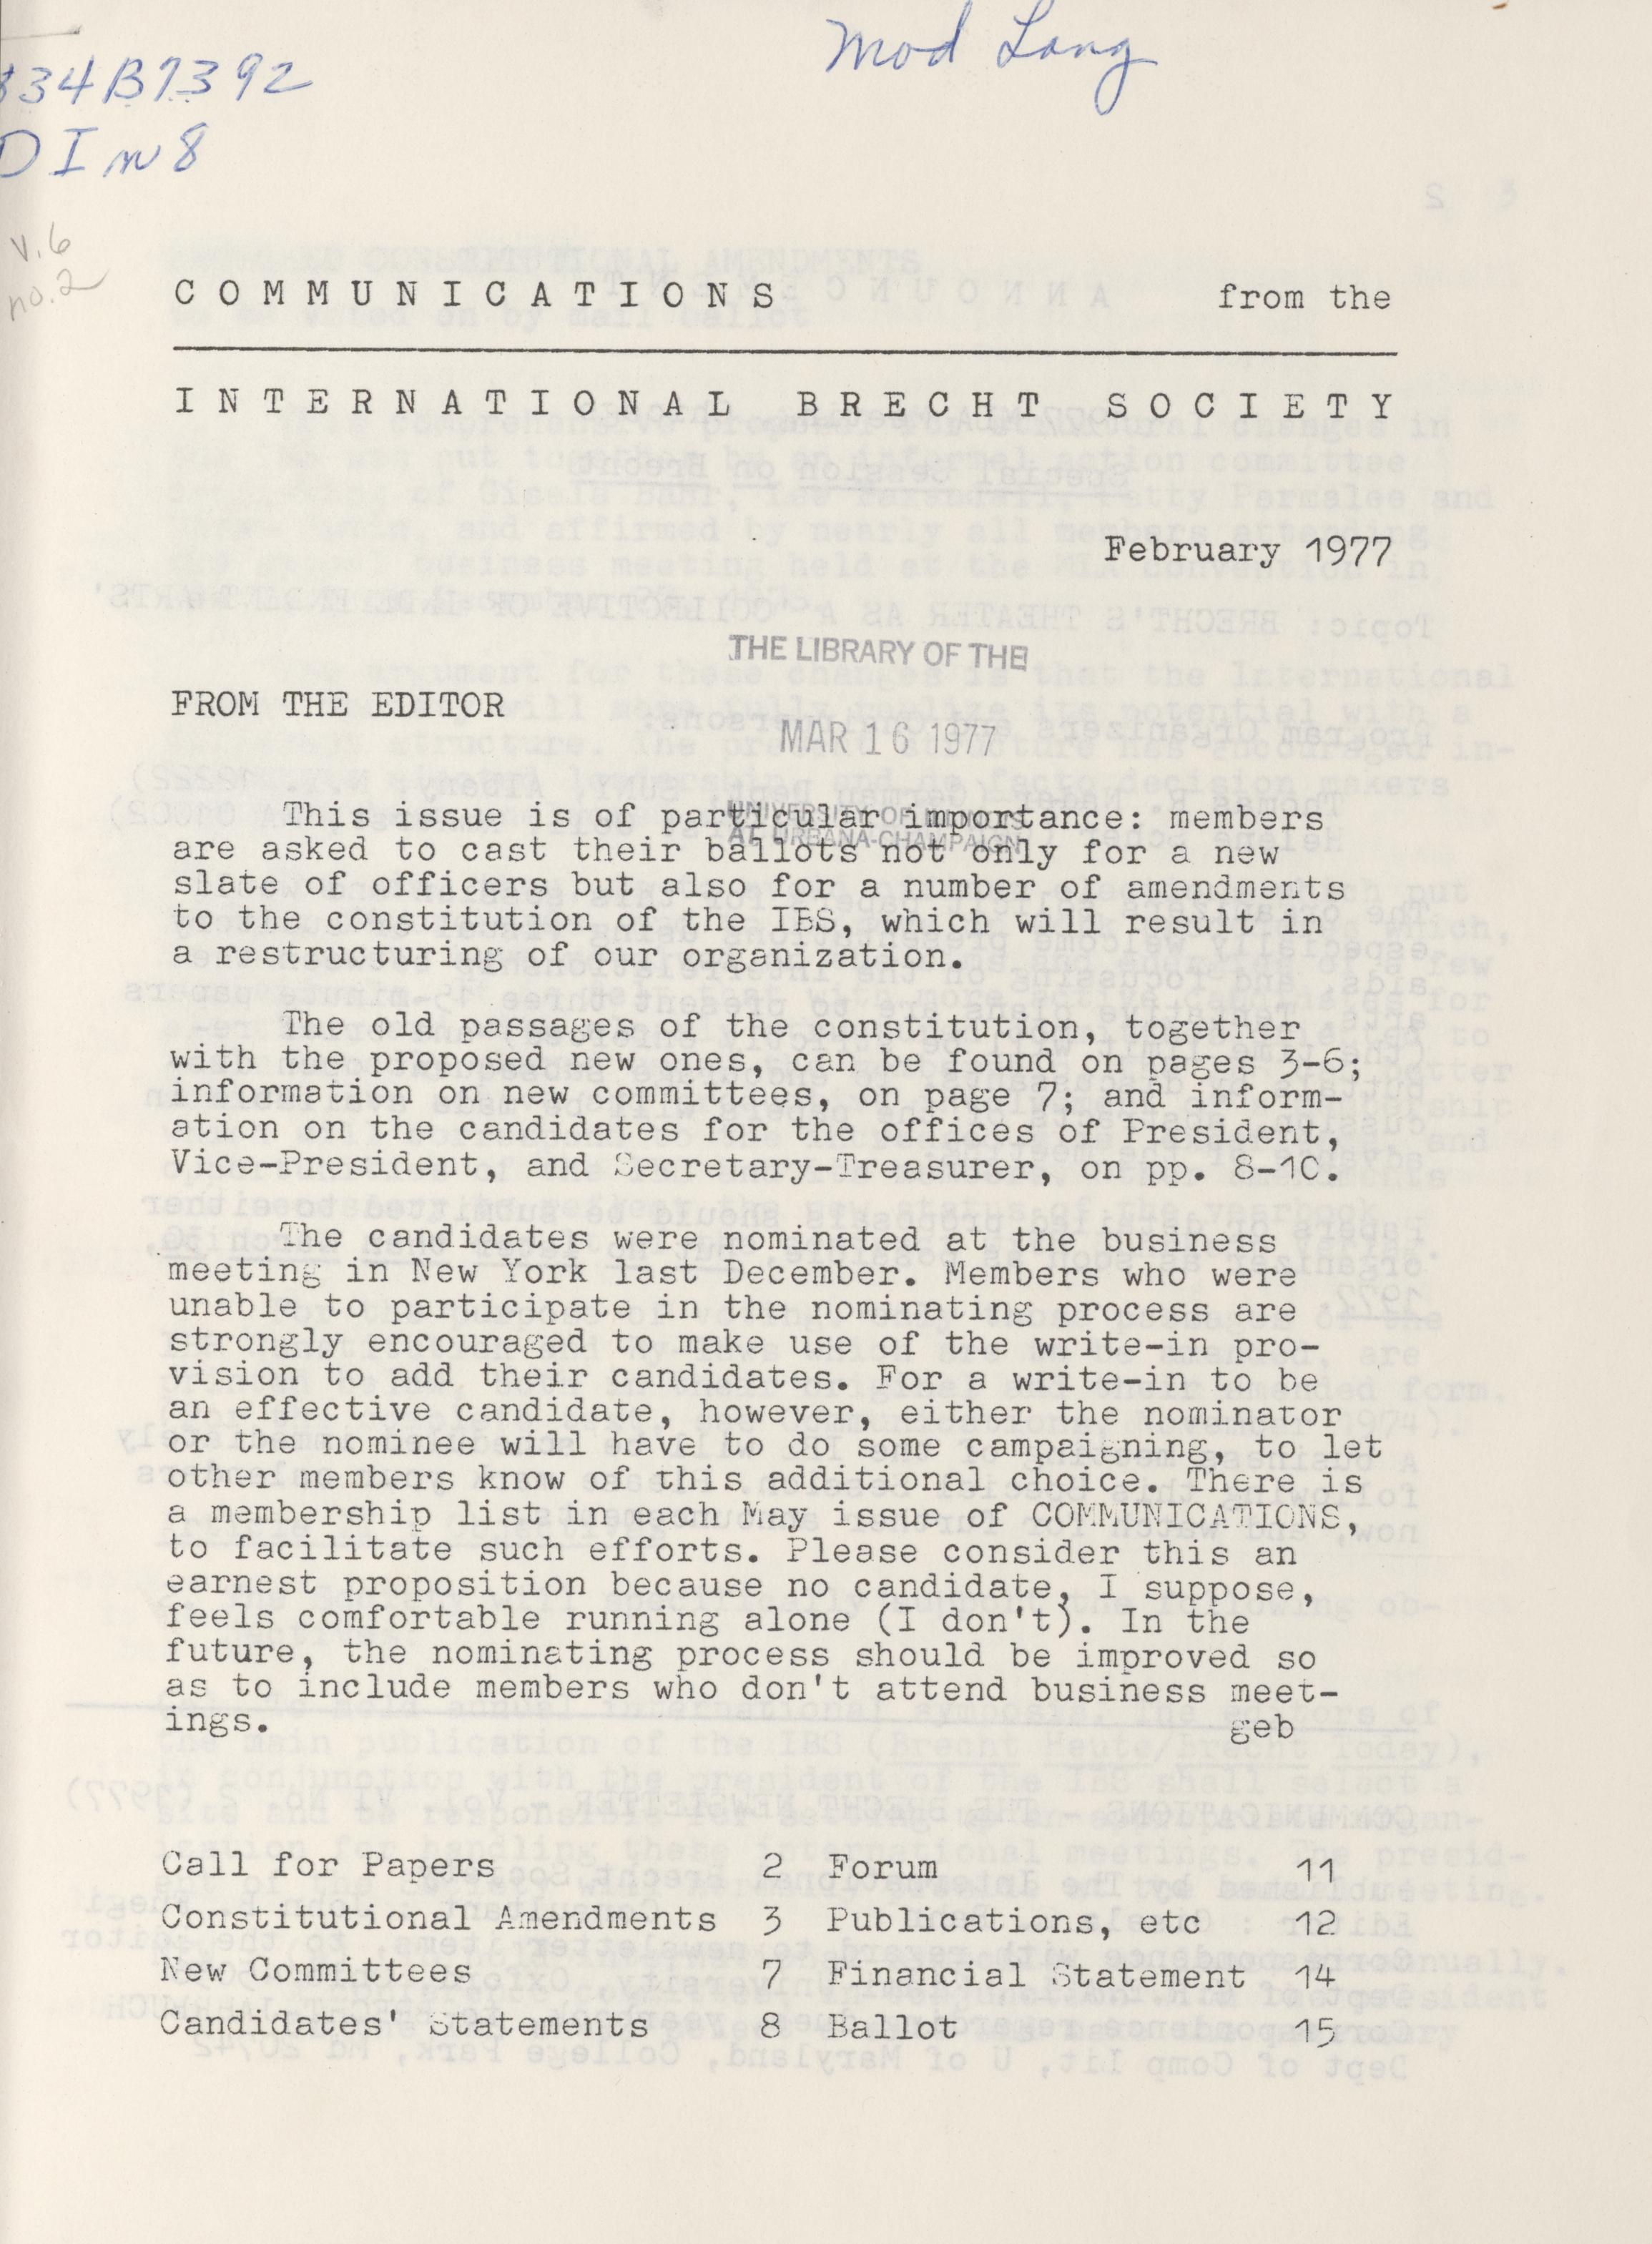 Mod Lang
34B7392
DIn8
v.6
no.2
COMMUNICATIONS from the
INTERNATIONAL BRECHT SOCIETY
February 1977
THE LIBRARY OF THE
FROM THE EDITOR
MAR 16 1977
UNIVERSITY OF
AT URBANA-CHAMPAIGN
This issue is of particular importance: members
are asked to cast their ballots not only for a new
slate of officers but also for a number of amendments
to the constitution of the IBS, which will result in
a restructuring of our organization.
The old passages of the constitution, together
with the proposed new ones, can be found on pages 3-6;
information on new committees, on page 7; and inform-
ation on the candidates for the offices of President,
Vice-President, and Secretary-Treasurer, on pp. 8-10.
The candidates were nominated at the business
meeting in New York last December. Members who were
unable to participate in the nominating process are
strongly encouraged to make use of the write-in pro-
vision to add their candidates. For a write-in to be
an effective candidate, however, either the nominator
or the nominee will have to do some campaigning, to let
other members know of this additional choice. There is
a membership list in each May issue of COMMUNICATIONS,
to facilitate such efforts. Please consider this an
earnest proposition because no candidate, I suppose,
feels comfortable running alone (I don't). In the
future, the nominating process should be improved so
as to include members who don't attend business meet-
ings. geb
Call for Papers 2 Forum 11
Constitutional Amendments 3 Publications, etc 12
New Committees 7 Financial Statement 14
Candidates' Statements 8 Ballot 15